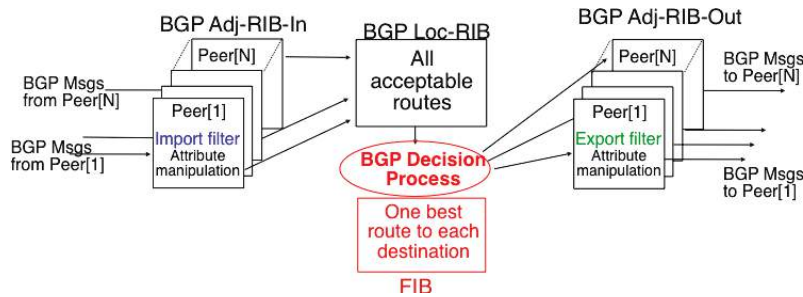 BGP Adj-RIB-In
BGP Loc-RIB
BGP Adj-RIB-Out
Peer[N]
All
acceptable
routes
Peer[N]
BGP Msgs
from Peer[N]
BGP Msgs
to Peer[N]
Peer[1]
Import filter
Attribute
manipulation
BGP Msgs
from Peer[1]
BGP Decision
Process
Peer[1]
Export filter
Attribute
manipulation
BGP Msgs
to Peer[1]
One best
route to each
destination
FIB